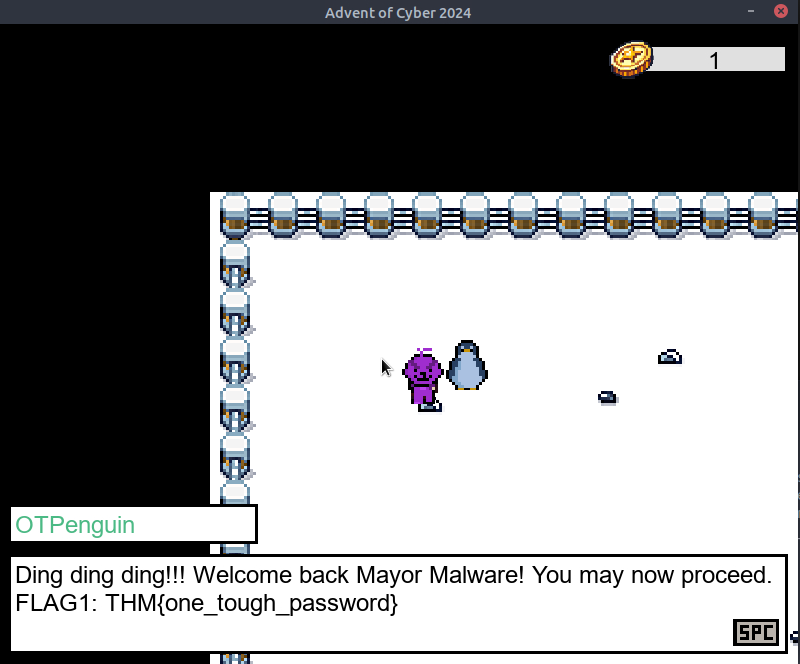 Advent of Cyber 2024
1
OTPenguin
Ding ding ding!!! Welcome back Mayor Malware! You may now proceed.
FLAG1: THM{one_tough_password}
SPC